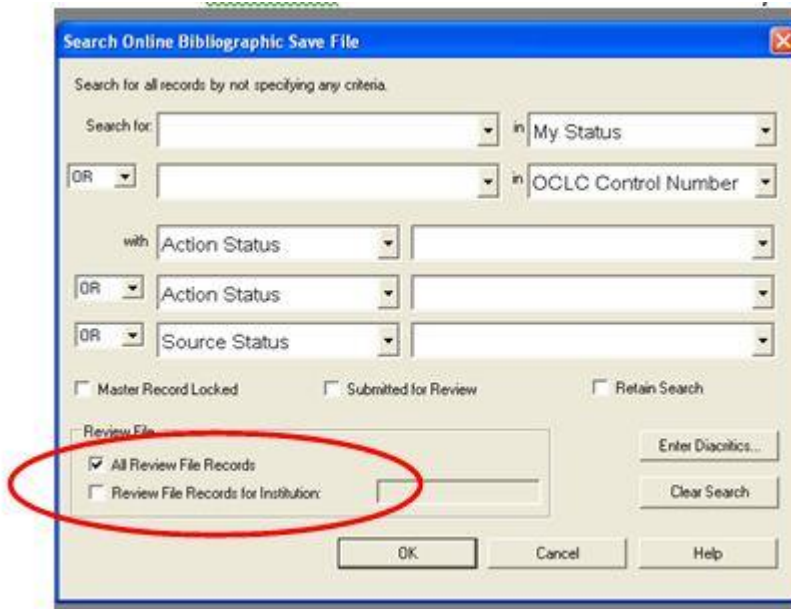 Search Online Bibliographic Save File
Search for all records by not specifying any criteria.
Search for: in My Status
OR in OCLC Control Number
with Action Status
OR Action Status
OR Source Status
Master Record Locked Submitted for Review Retain Search
Review File
All Review File Records
Enter Diacritics...
Review File Records for Institution:
Clear Search
OK Cancel Help